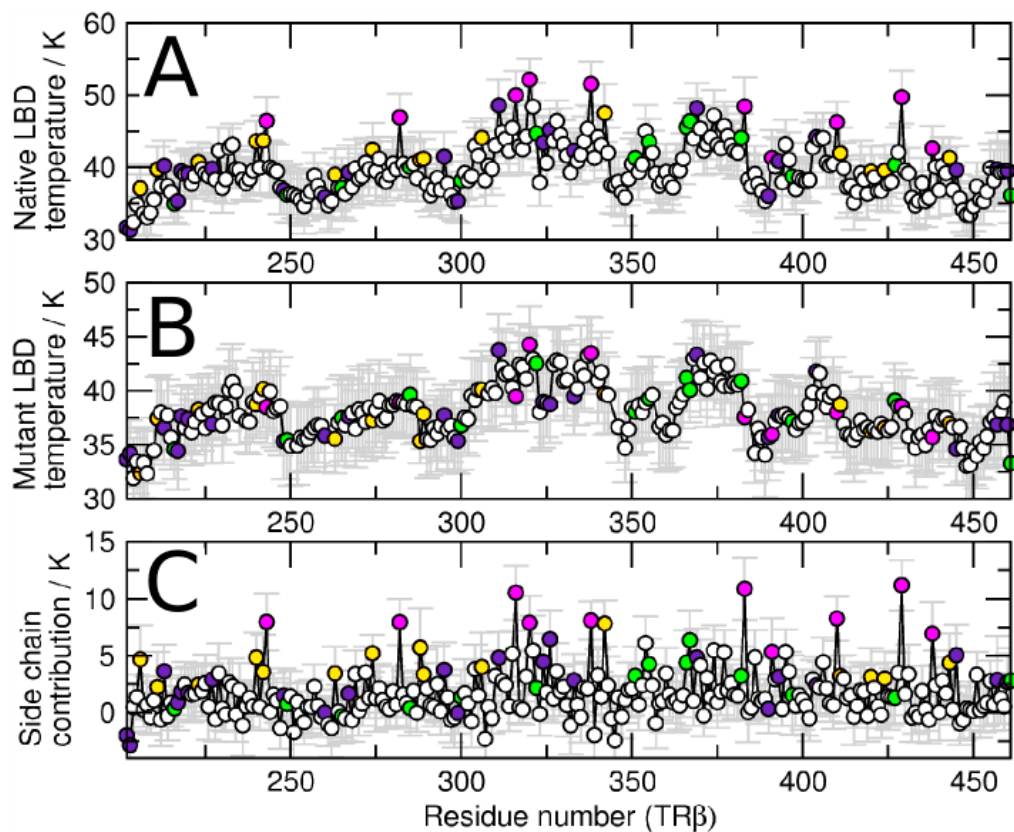 A
Native LBD
temperature / K
60
50
40
30
250
300
350
400
450
B
Mutant LBD
temperature / K
50
45
40
35
30
250
300
350
400
450
C
Side chain
contribution / K
15
10
5
0
250
300
350
400
450
Residue number (TRβ)